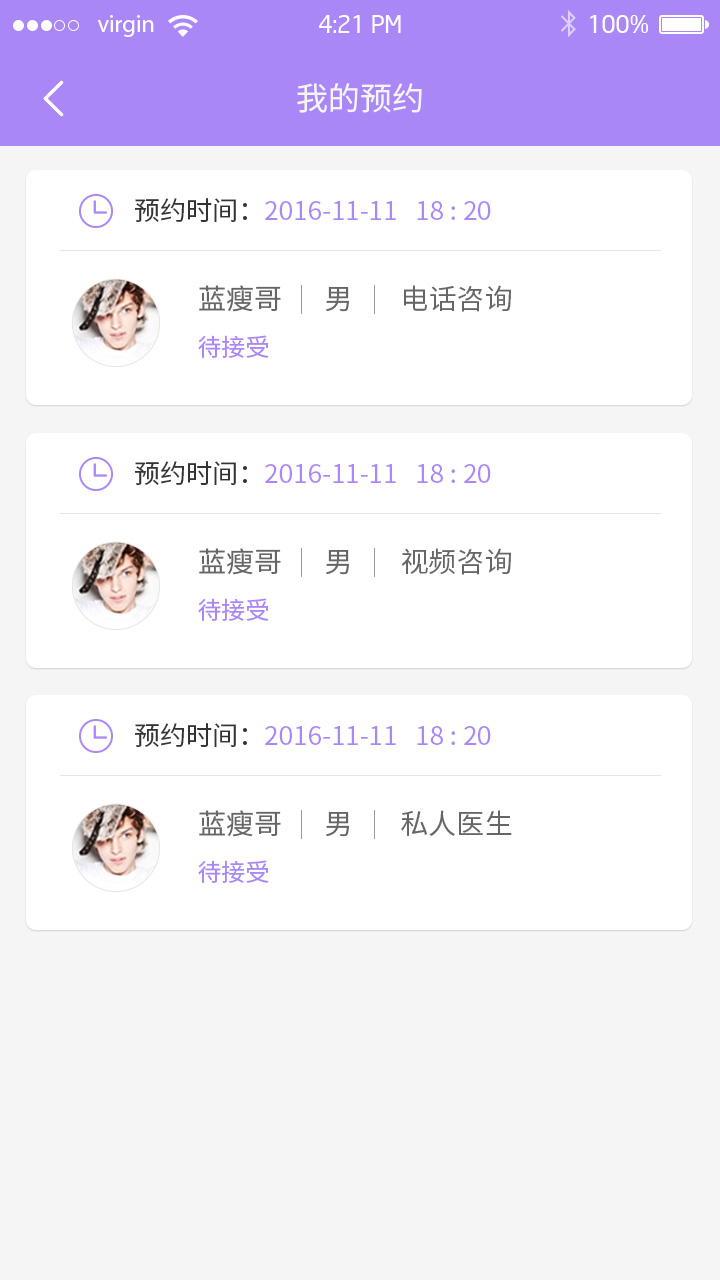 virgin 4:21 PM 100%
我的预约
预约时间：2016-11-11 18 : 20
蓝瘦哥 | 男 | 电话咨询
待接受
预约时间：2016-11-11 18 : 20
蓝瘦哥 | 男 | 视频咨询
待接受
预约时间：2016-11-11 18 : 20
蓝瘦哥 | 男 | 私人医生
待接受